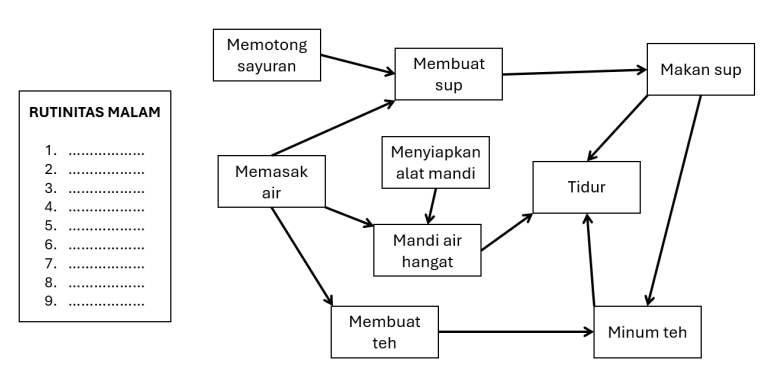 RUTINITAS MALAM
1. ..................
2. ..................
3. ..................
4. ..................
5. ..................
6. ..................
7. ..................
8. ..................
9. ..................
Memotong
sayuran
Membuat
sup
Makan sup
Memasak
air
Menyiapkan
alat mandi
Tidur
Mandi air
hangat
Membuat
teh
Minum teh